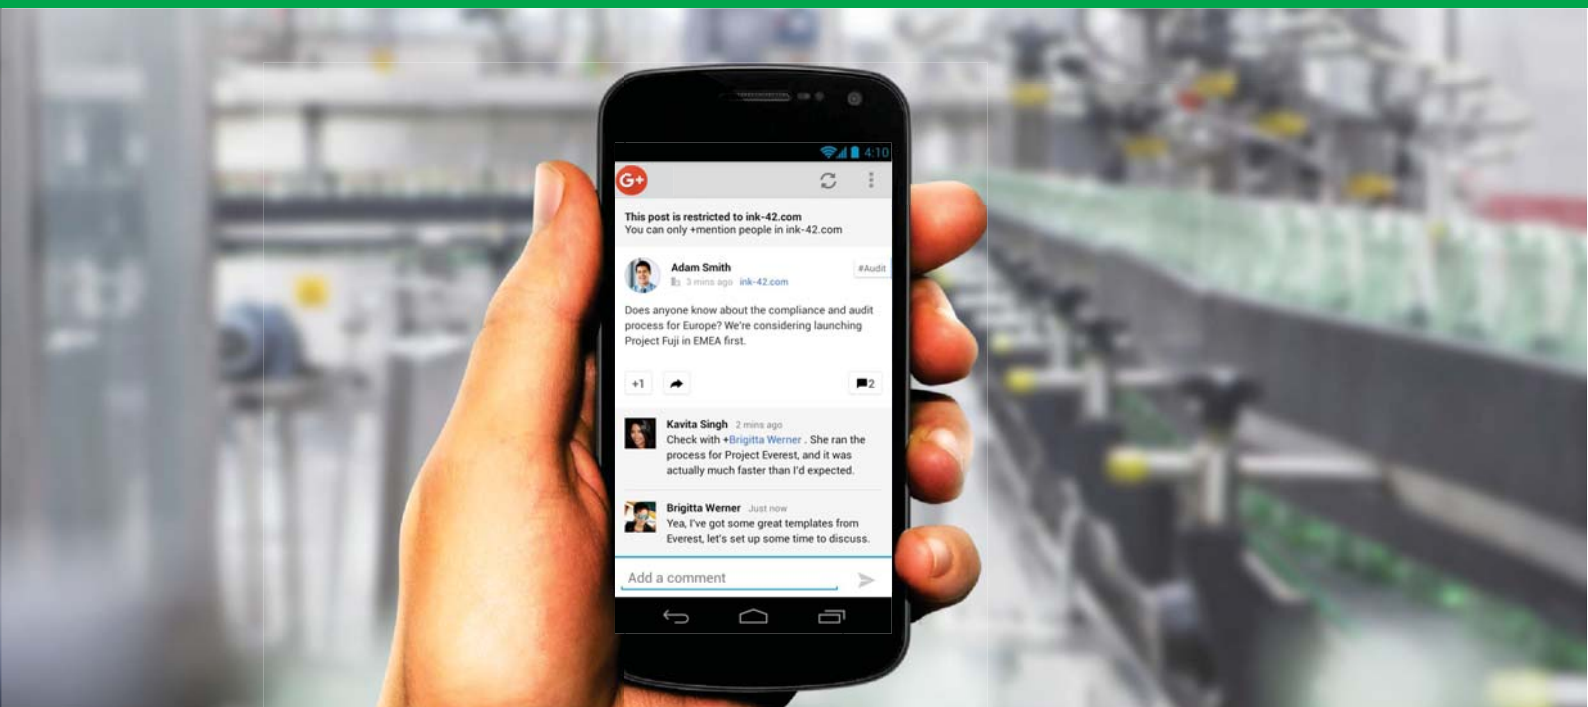 4:10
G+
This post is restricted to ink-42.com
You can only +mention people in ink-42.com
Adam Smith
#Audit
3 mins ago ink-42.com
Does anyone know about the compliance and audit
process for Europe? We're considering launching
Project Fuji in EMEA first.
+1
2
Kavita Singh 2 mins ago
Check with +Brigitta Werner . She ran the
process for Project Everest, and it was
actually much faster than I'd expected.
Brigitta Werner Just now
Yea, I've got some great templates from
Everest, let's set up some time to discuss.
Add a comment